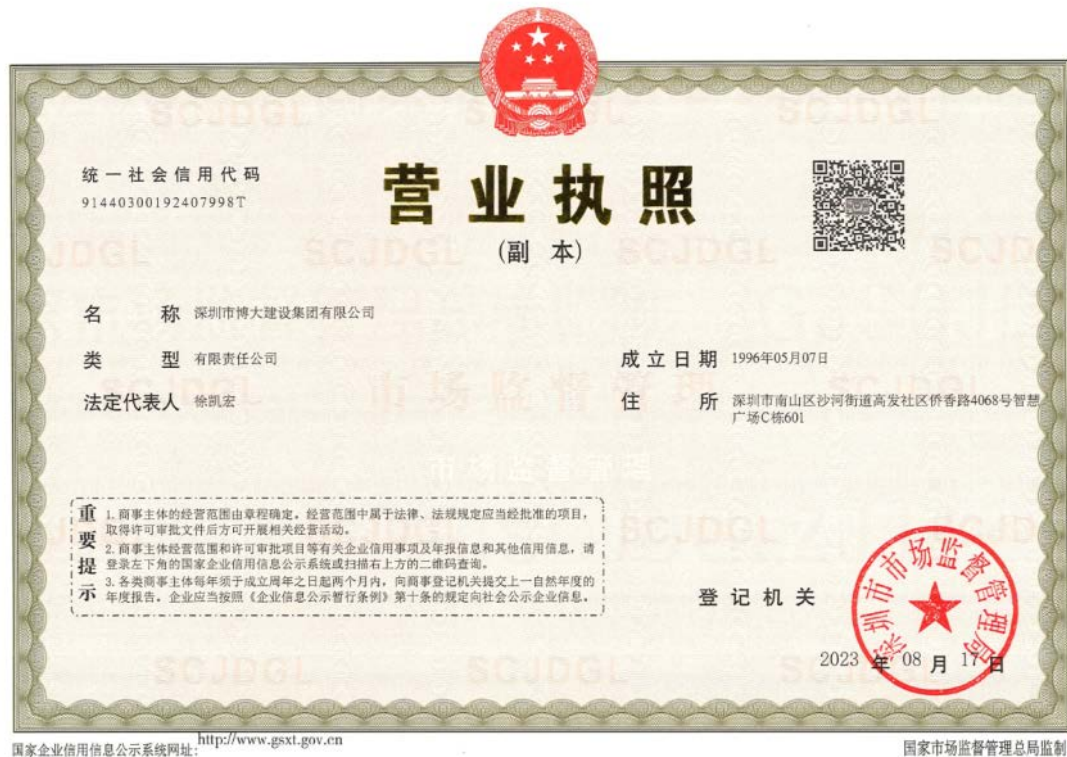 统一社会信用代码
91440300192407998T
营业执照
(副 本)
名 称 深圳市博大建设集团有限公司
类 型 有限责任公司
成立日期 1996年05月07日
法定代表人 徐凯宏
住 所 深圳市南山区沙河街道高发社区侨香路4068号智慧
广场C栋601
重要提示
1. 商事主体的经营范围由章程确定。经营范围中属于法律、法规规定应当经批准的项目，
取得许可审批文件后方可开展相关经营活动。
2. 商事主体经营范围和许可审批项目等有关企业信用事项及年报信息和其他信用信息，请
登录左下角的国家企业信用信息公示系统或扫描右上方的二维码查询。
3. 各类商事主体每年须于成立周年之日起两个月内，向商事登记机关提交上一自然年度的
年度报告。企业应当按照《企业信息公示暂行条例》第十条的规定向社会公示企业信息。
登记机关
深圳市市场监督管理局
2023 年 08 月 17 日
国家企业信用信息公示系统网址：http://www.gsxt.gov.cn
国家市场监督管理总局监制
SCJDGL
市场监督管理